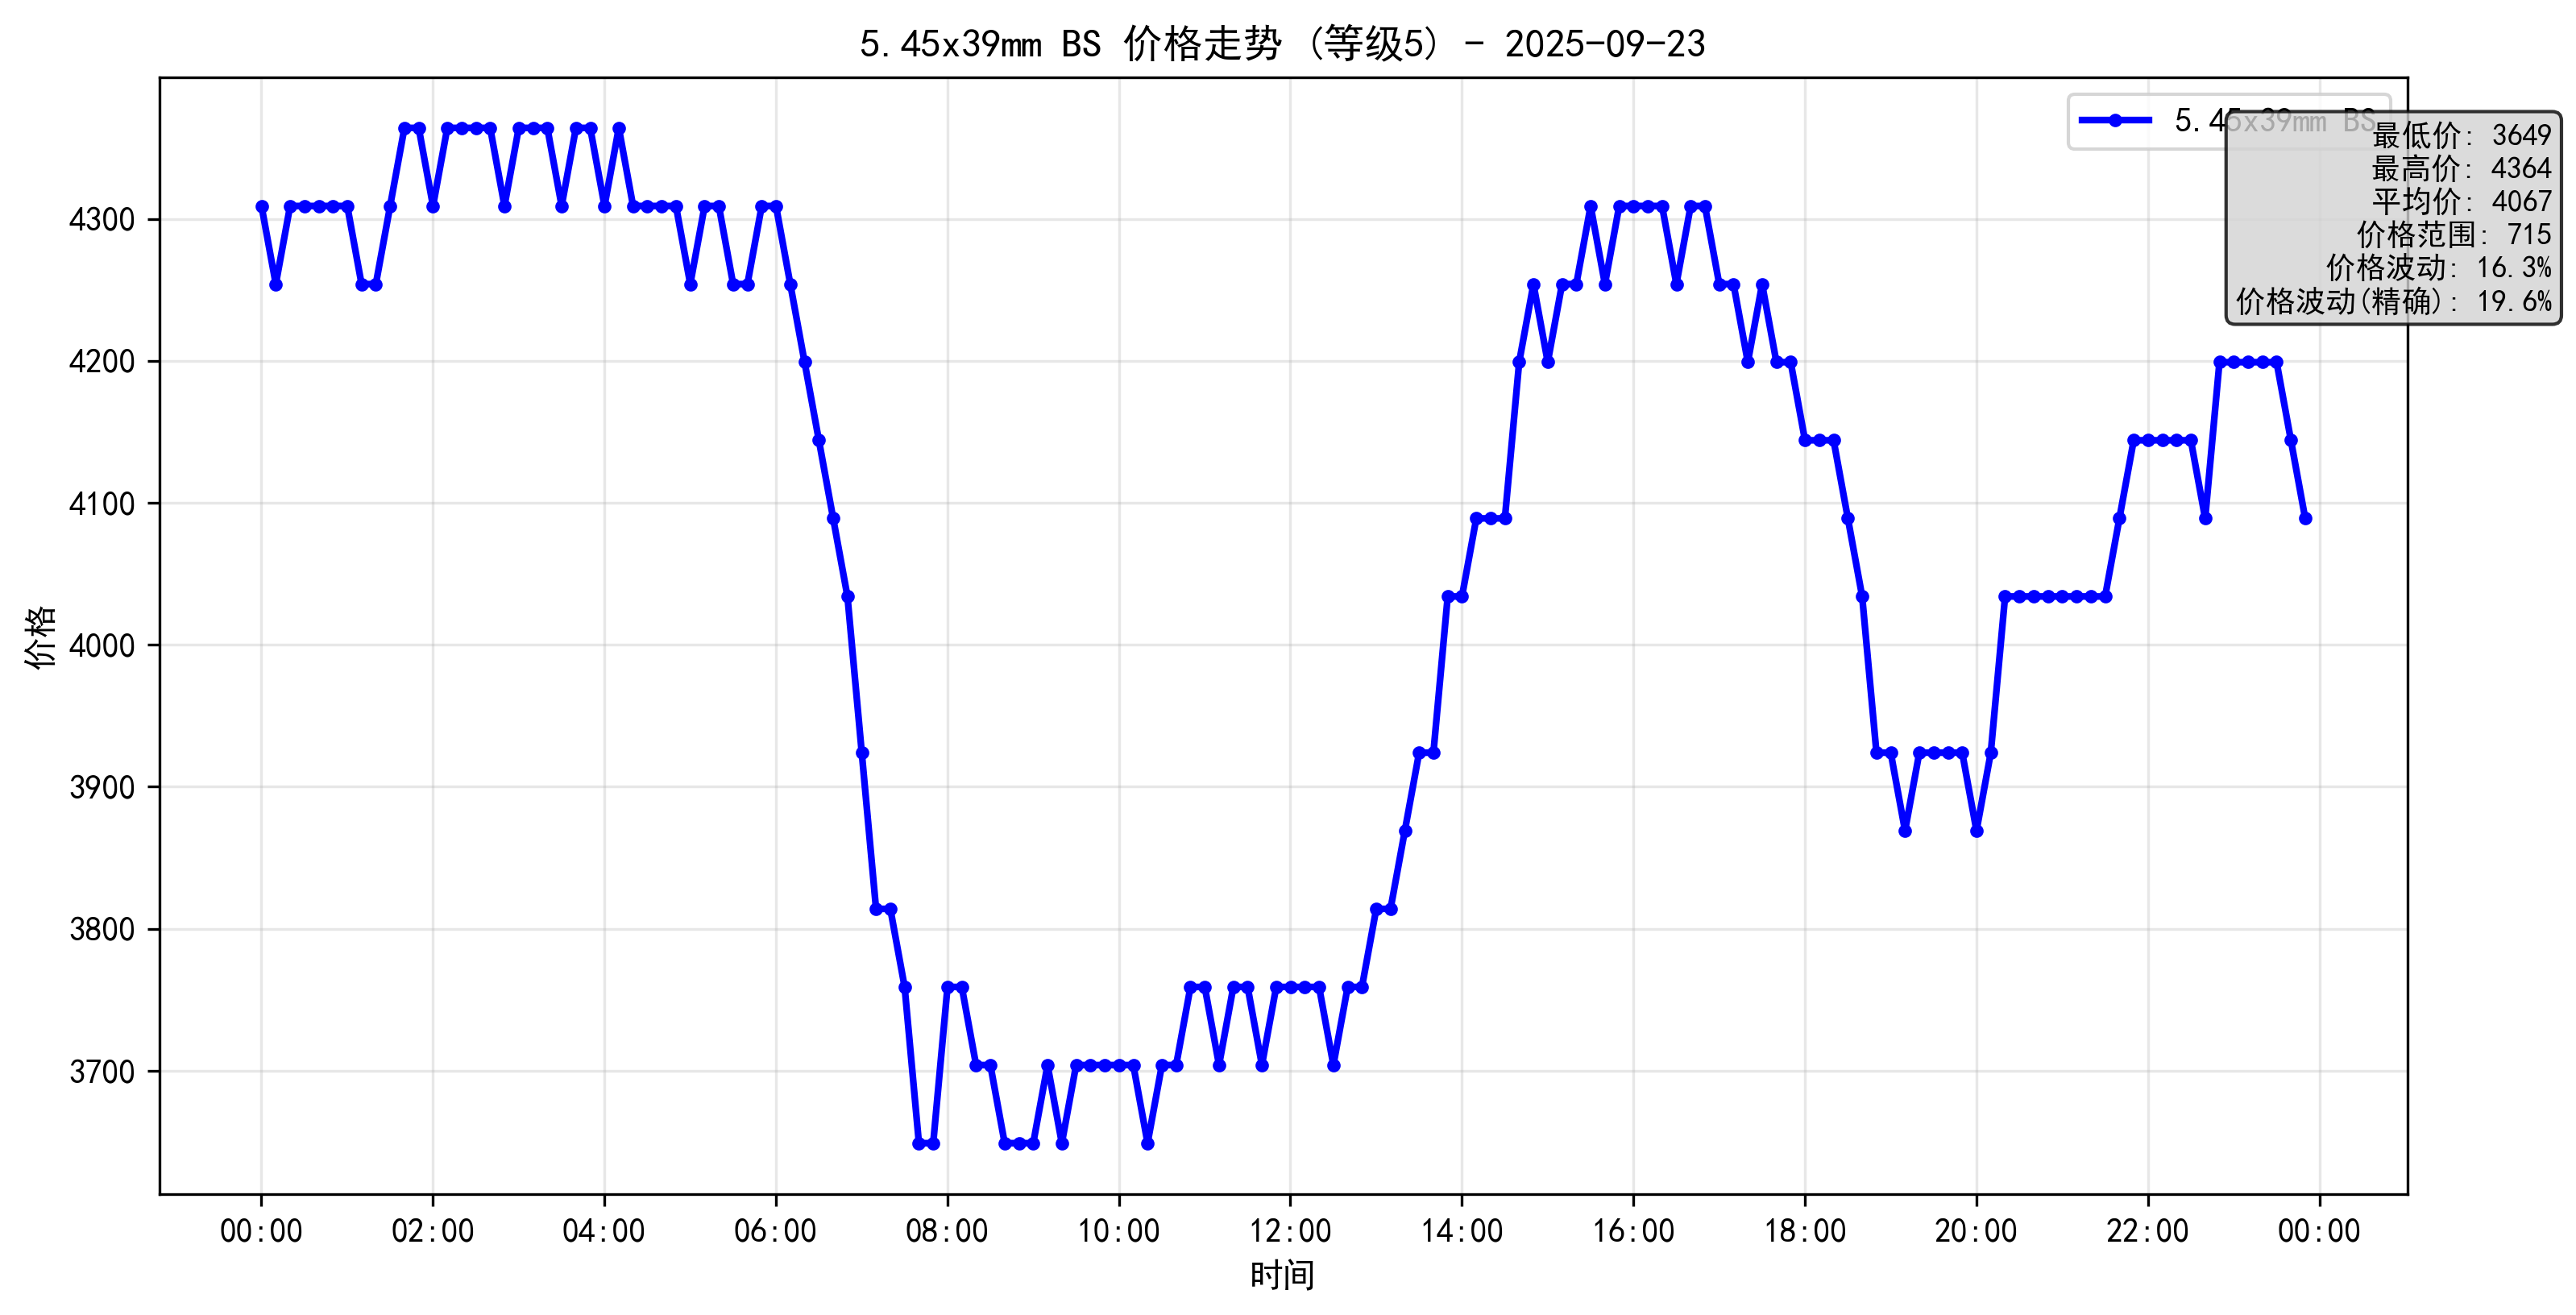 5.45x39mm BS 价格走势 (等级5) - 2025-09-23
5.45x39mm BS
最低价: 3649
最高价: 4364
平均价: 4067
价格范围: 715
价格波动: 16.3%
价格波动(精确): 19.6%
价格
4300
4200
4100
4000
3900
3800
3700
00:00 02:00 04:00 06:00 08:00 10:00 12:00 14:00 16:00 18:00 20:00 22:00 00:00
时间